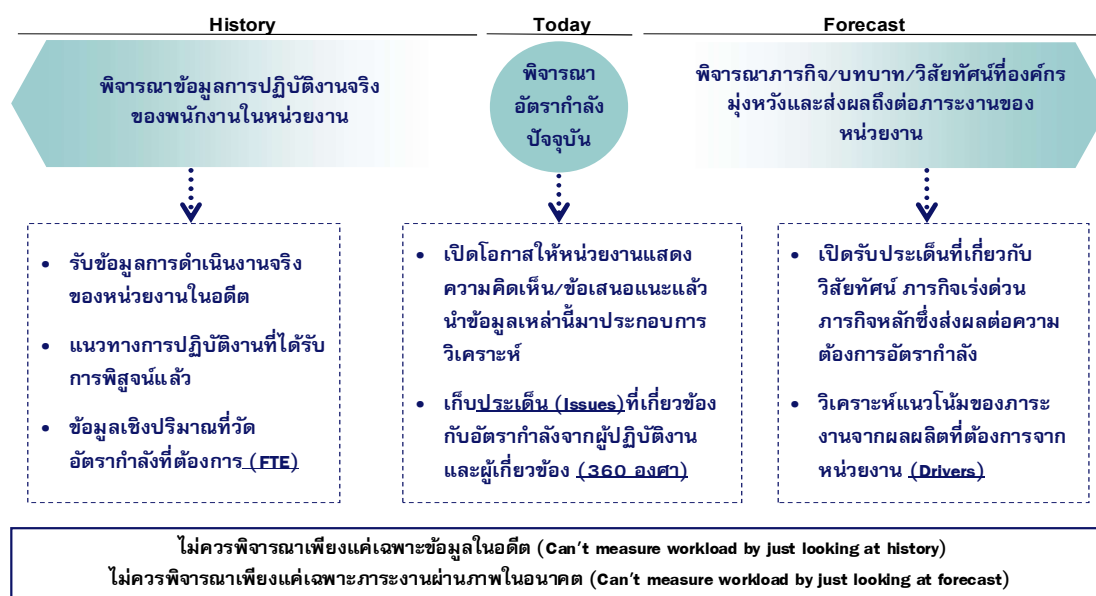 History
Today
Forecast
พิจารณาข้อมูลการปฏิบัติงานจริง
ของพนักงานในหน่วยงาน
พิจารณา
อัตรากำลัง
ปัจจุบัน
พิจารณาภารกิจ/บทบาท/วิสัยทัศน์ที่องค์กร
มุ่งหวังและส่งผลถึงต่อภาระงานของ
หน่วยงาน
• รับข้อมูลการดำเนินงานจริง
ของหน่วยงานในอดีต
• แนวทางการปฏิบัติงานที่ได้รับ
การพิสูจน์แล้ว
• ข้อมูลเชิงปริมาณที่วัด
อัตรากำลังที่ต้องการ (FTE)
• เปิดโอกาสให้หน่วยงานแสดง
ความคิดเห็น/ข้อเสนอแนะแล้ว
นำข้อมูลเหล่านี้มาประกอบการ
วิเคราะห์
• เก็บประเด็น (Issues)ที่เกี่ยวข้อง
กับอัตรากำลังจากผู้ปฏิบัติงาน
และผู้เกี่ยวข้อง (360 องศา)
• เปิดรับประเด็นที่เกี่ยวกับ
วิสัยทัศน์ ภารกิจเร่งด่วน
ภารกิจหลักซึ่งส่งผลต่อความ
ต้องการอัตรากำลัง
• วิเคราะห์แนวโน้มของภาระ
งานจากผลผลิตที่ต้องการจาก
หน่วยงาน (Drivers)
ไม่ควรพิจารณาเพียงแค่เฉพาะข้อมูลในอดีต (Can't measure workload by just looking at history)
ไม่ควรพิจารณาเพียงแค่เฉพาะภาระงานผ่านภาพในอนาคต (Can't measure workload by just looking at forecast)